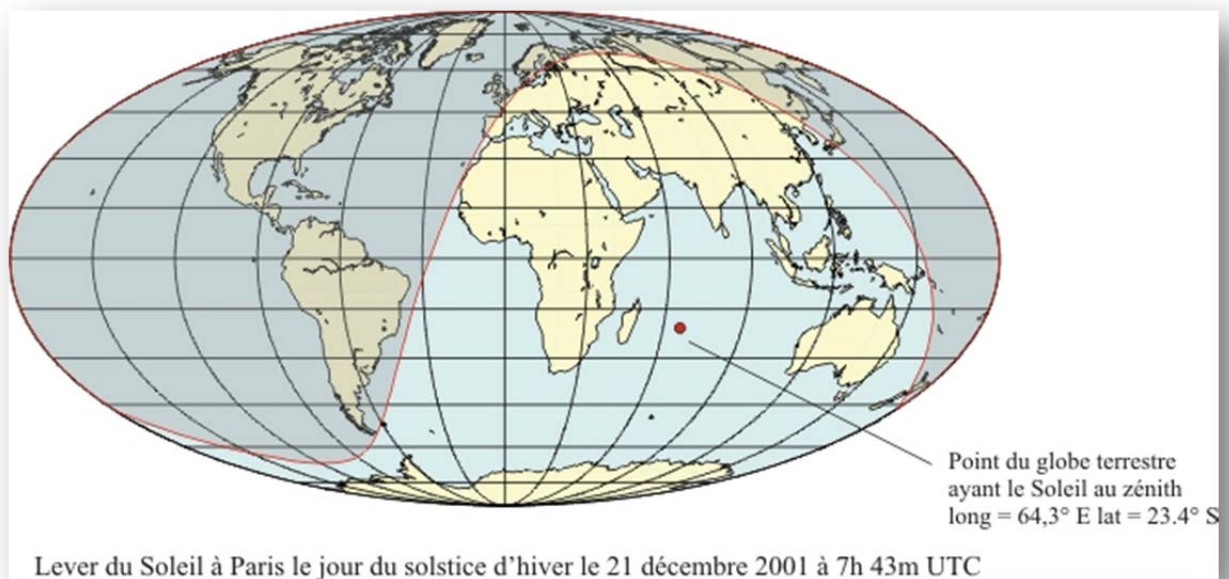 Point du globe terrestre
ayant le Soleil au zénith
long = 64,3° E lat = 23.4° S
Lever du Soleil à Paris le jour du solstice d’hiver le 21 décembre 2001 à 7h 43m UTC